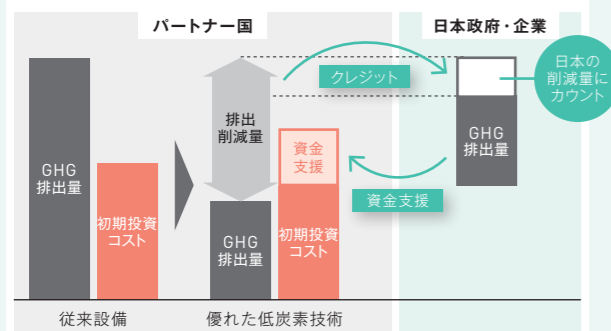 パートナー国
日本政府・企業
クレジット
日本の
削減量に
カウント
排出
削減量
GHG
排出量
資金
支援
GHG
排出量
資金支援
初期投資
コスト
GHG
排出量
初期投資
コスト
従来設備
優れた低炭素技術